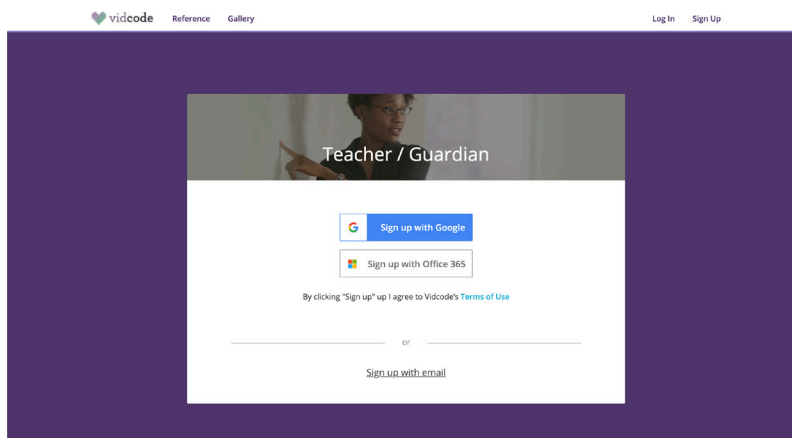 vidcode Reference Gallery Log In Sign Up
Teacher / Guardian
Sign up with Google
Sign up with Office 365
By clicking "Sign up" up I agree to Vidcode's Terms of Use
or
Sign up with email